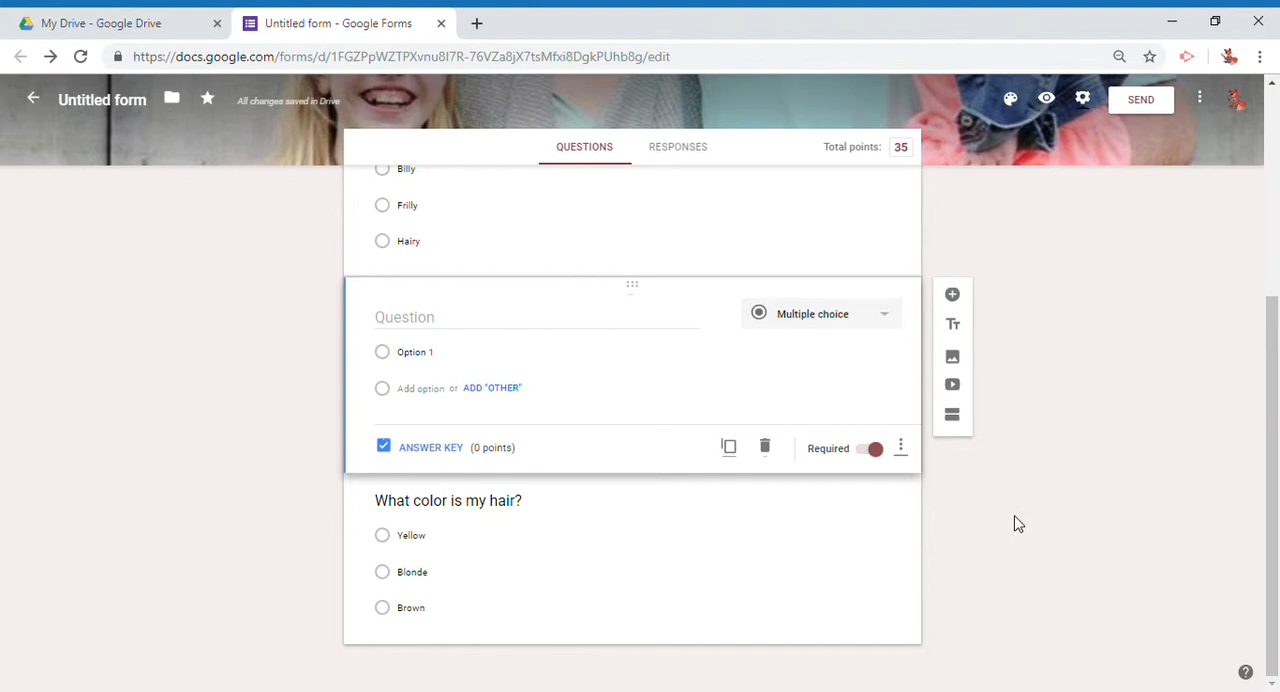 My Drive - Google Drive
Untitled form - Google Forms
https://docs.google.com/forms/d/1FGZPpWZTPXvnu8I7R-76VZa8jX7tsMfxi8DgkPUhb8g/edit
Untitled form
All changes saved in Drive
SEND
QUESTIONS
RESPONSES
Total points: 35
Billy
Frilly
Hairy
Question
Multiple choice
Option 1
Add option or ADD "OTHER"
ANSWER KEY (0 points)
Required
What color is my hair?
Yellow
Blonde
Brown